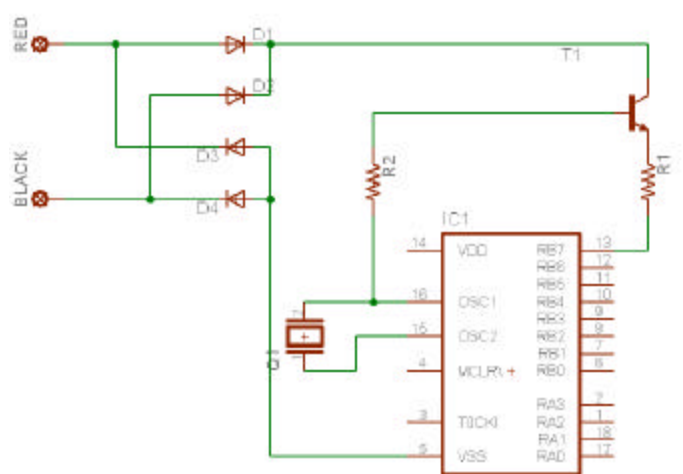 RED
D1
D2
T1
D3
R2
R1
BLACK
D4
IC1
14 VDD RB7 13
RB6 12
RB5 11
16 OSC1 RB4 10
RB3 9
15 OSC2 RB2 8
RB1 7
4 MCLR\+ RB0 6
Q1
2
1
RA3 2
3 T0CKI RA2 1
RA1 18
5 VSS RA0 17